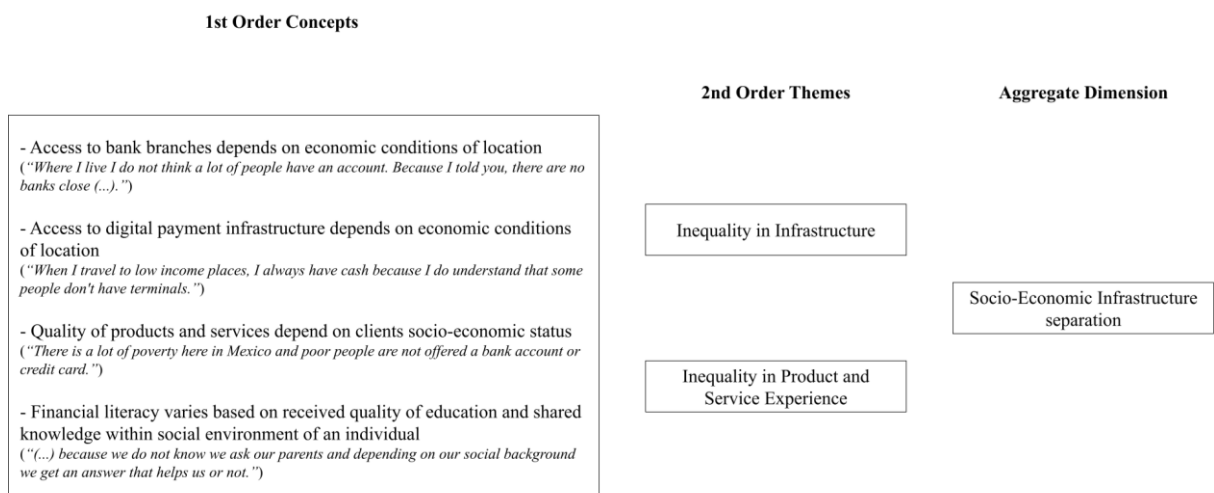 1st Order Concepts
2nd Order Themes
Aggregate Dimension
- Access to bank branches depends on economic conditions of location
(“Where I live I do not think a lot of people have an account. Because I told you, there are no
banks close (...).”)
- Access to digital payment infrastructure depends on economic conditions
of location
(“When I travel to low income places, I always have cash because I do understand that some
people don't have terminals.”)
- Quality of products and services depend on clients socio-economic status
(“There is a lot of poverty here in Mexico and poor people are not offered a bank account or
credit card.”)
- Financial literacy varies based on received quality of education and shared
knowledge within social environment of an individual
(“(...) because we do not know we ask our parents and depending on our social background
we get an answer that helps us or not.”)
Inequality in Infrastructure
Inequality in Product and
Service Experience
Socio-Economic Infrastructure
separation